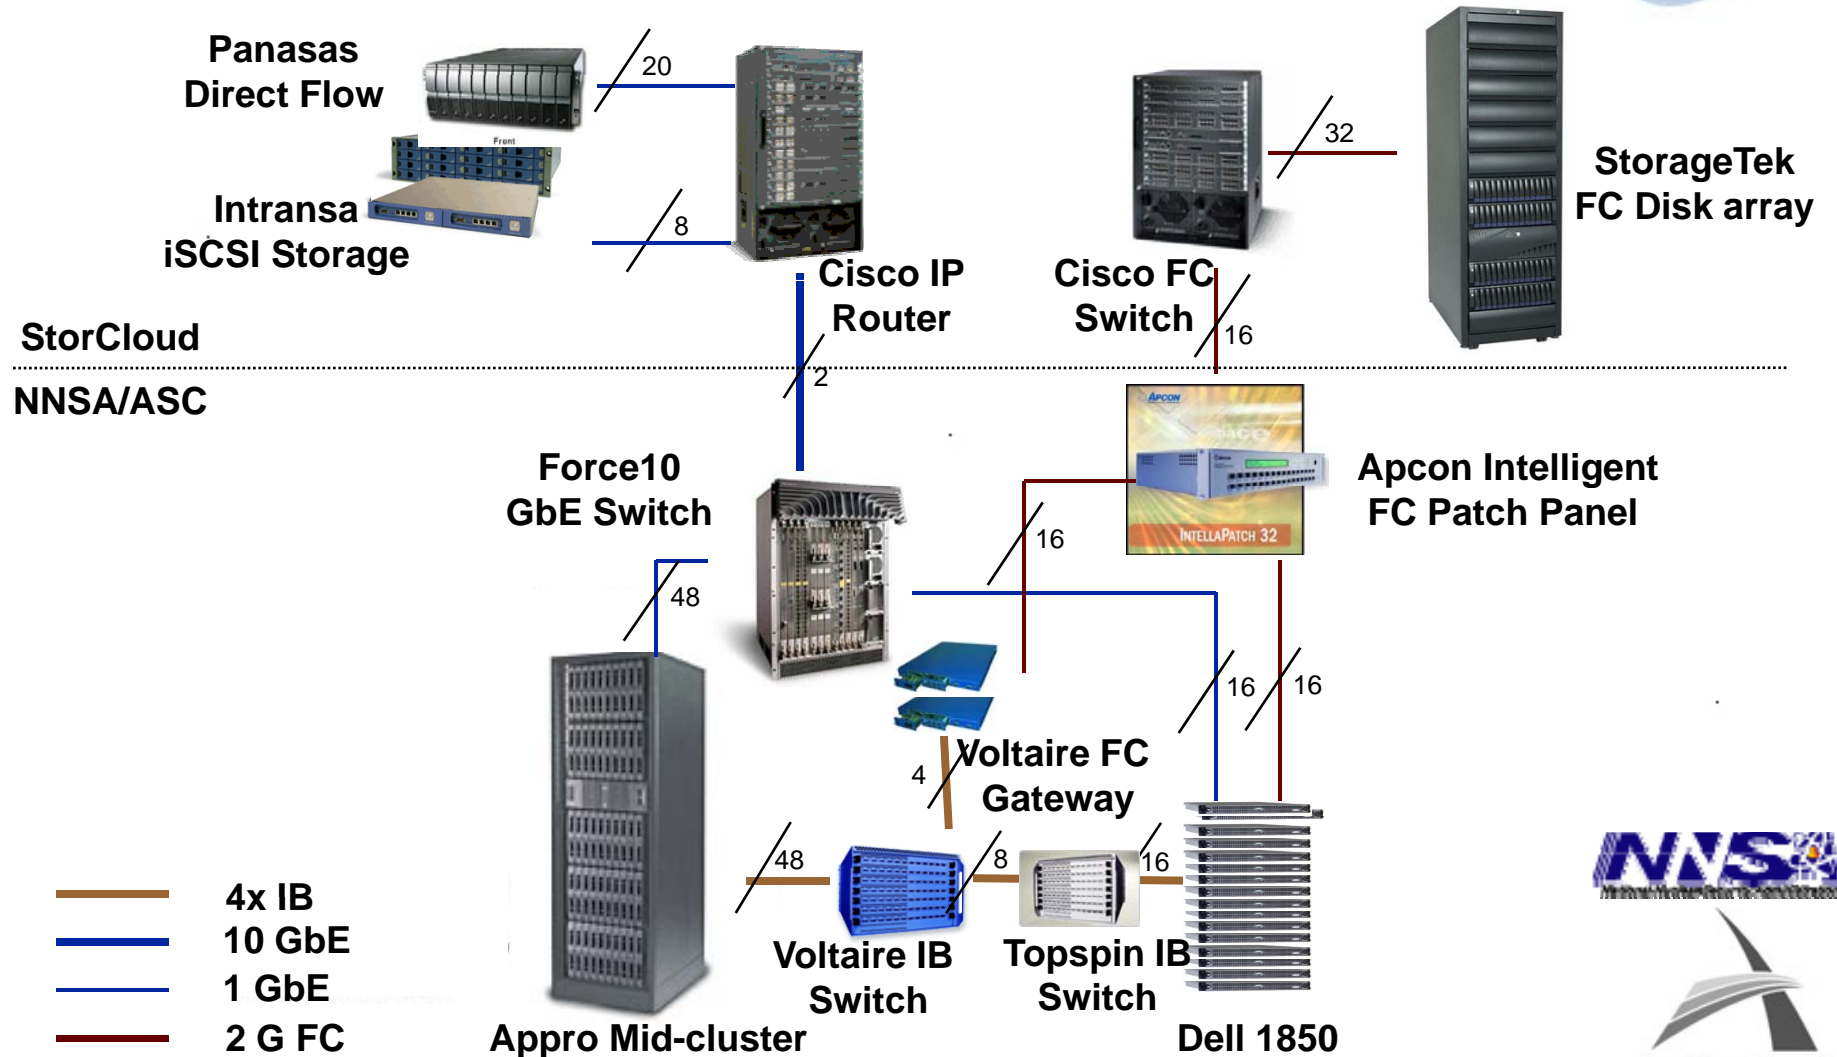 Panasas
Direct Flow
20
Front
Intransa
iSCSI Storage
8
Cisco IP
Router
Cisco FC
Switch
32
StorageTek
FC Disk array
16
StorCloud
2
NNSA/ASC
APCON
Force10
GbE Switch
Apcon Intelligent
FC Patch Panel
INTELLAPATCH 32
16
48
16
16
Voltaire FC
Gateway
4
48
8
16
4x IB
10 GbE
1 GbE
2 G FC
Voltaire IB
Switch
Topspin IB
Switch
Appro Mid-cluster
Dell 1850
NNSA